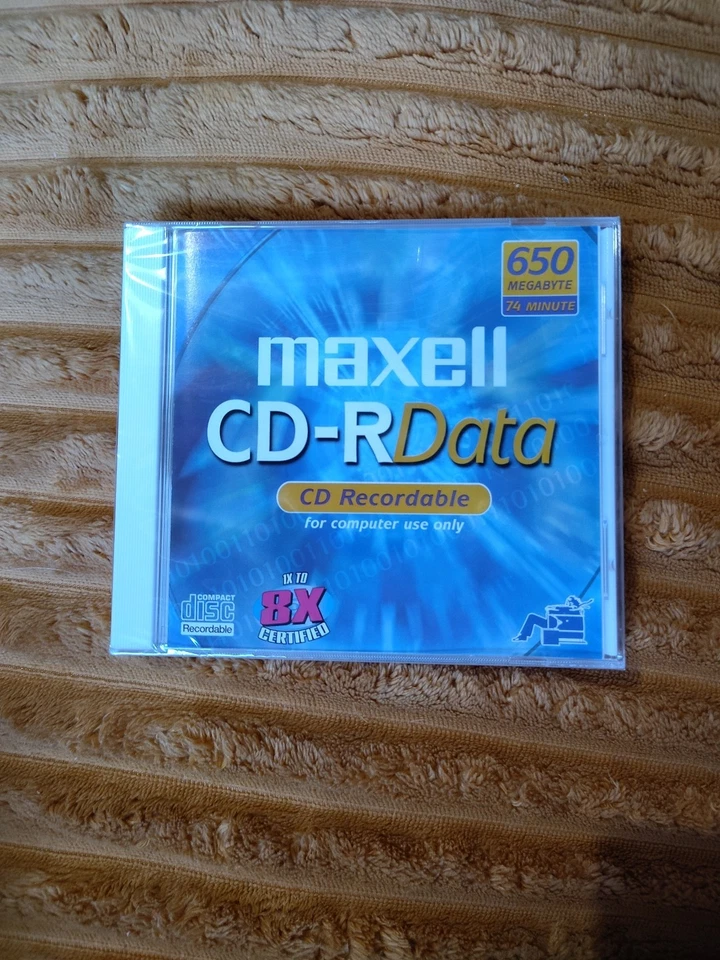 650
MEGABYTE
74 MINUTE
maxell
CD-RData
CD Recordable
for computer use only
COMPACT
disc
Recordable
1X TO
8X
CERTIFIED